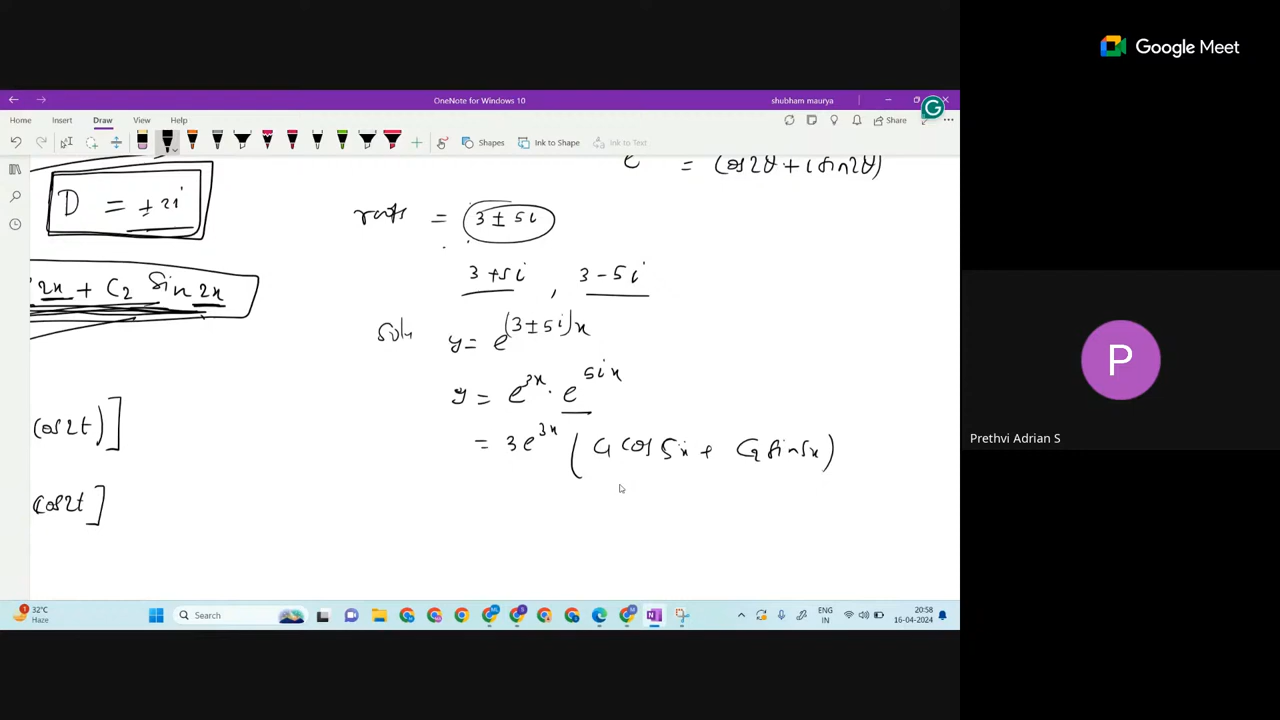 Google Meet
OneNote for Windows 10
shubham maurya
Home Insert Draw View Help
Share
Shapes Ink to Shape Ink to Text
= (cos2θ + i sin2θ)
D = ±2i
roots = 3 ± 5i
3 + 5i , 3 - 5i
2x + C2 Sin 2x
Soln y = e^(3±5i)x
y = e^3x · e^5ix
cos2t)]
= 3e^3x (C1 cos 5x + C2 sin5x)
cos2t]
P
Prethvi Adrian S
1
32°C
Haze
Search
ENG
IN
20:58
16-04-2024